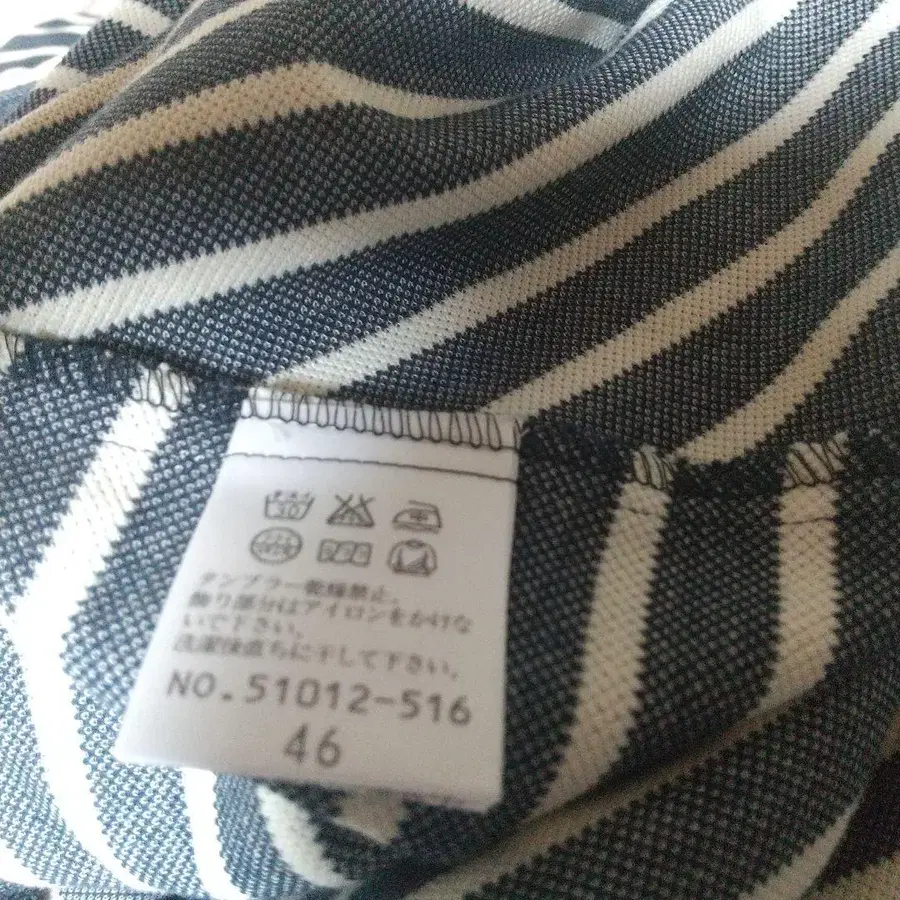 タンブラー乾燥禁止。
飾り部分はアイロンをかけな
いで下さい。
洗濯後直ちに干して下さい。
NO.51012-516
46